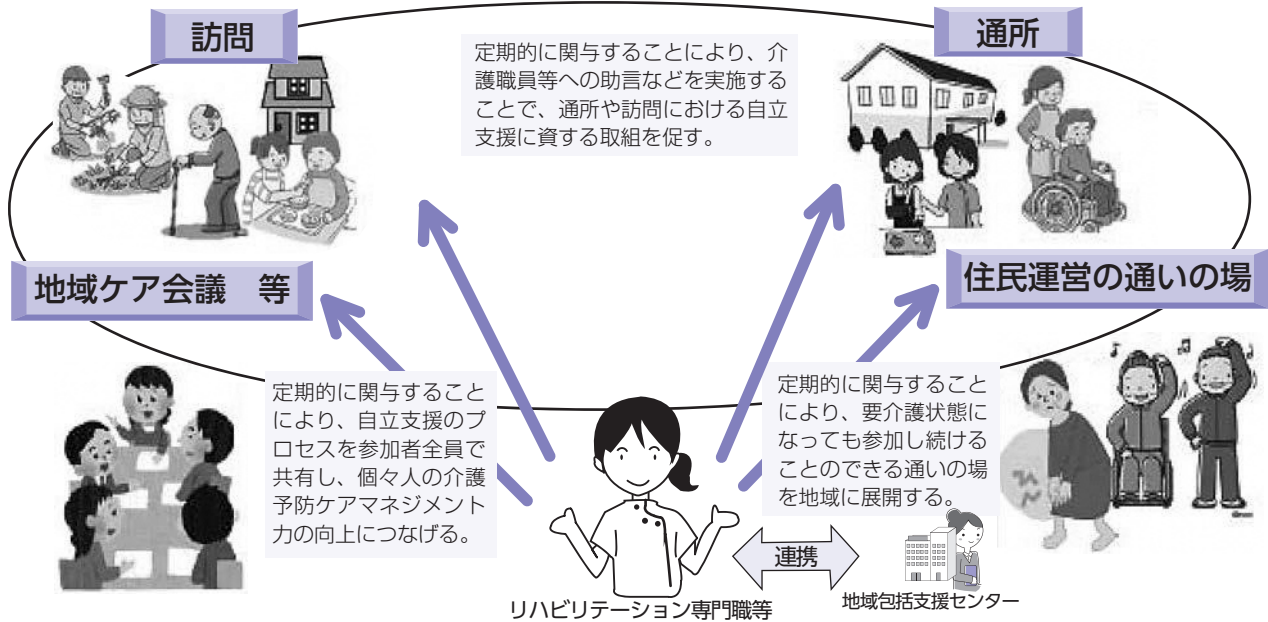 訪問
通所
定期的に関与することにより、介
護職員等への助言などを実施する
ことで、通所や訪問における自立
支援に資する取組を促す。
地域ケア会議　等
住民運営の通いの場
定期的に関与すること
により、自立支援のプ
ロセスを参加者全員で
共有し、個々人の介護
予防ケアマネジメント
力の向上につなげる。
定期的に関与すること
により、要介護状態に
なっても参加し続ける
ことのできる通いの場
を地域に展開する。
連携
リハビリテーション専門職等
地域包括支援センター